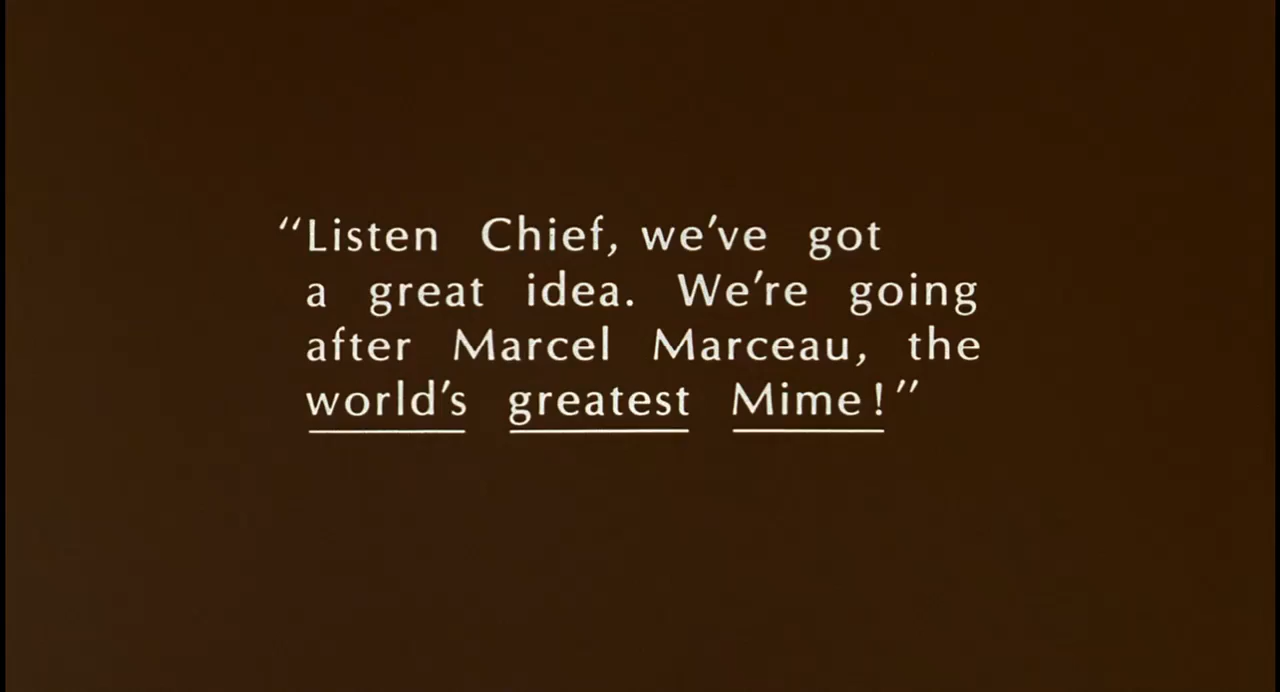 “Listen Chief, we’ve got
a great idea. We’re going
after Marcel Marceau, the
world’s greatest Mime!”